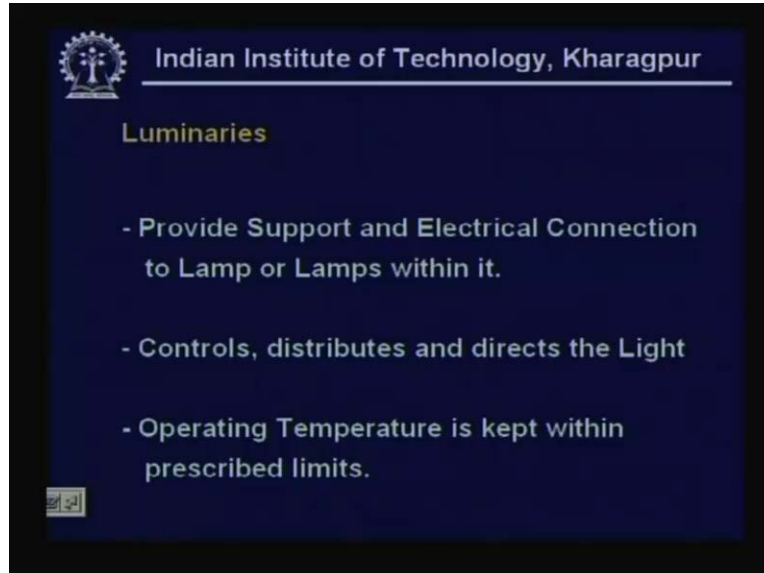 Indian Institute of Technology, Kharagpur
Luminaries
- Provide Support and Electrical Connection
to Lamp or Lamps within it.
- Controls, distributes and directs the Light
- Operating Temperature is kept within
prescribed limits.